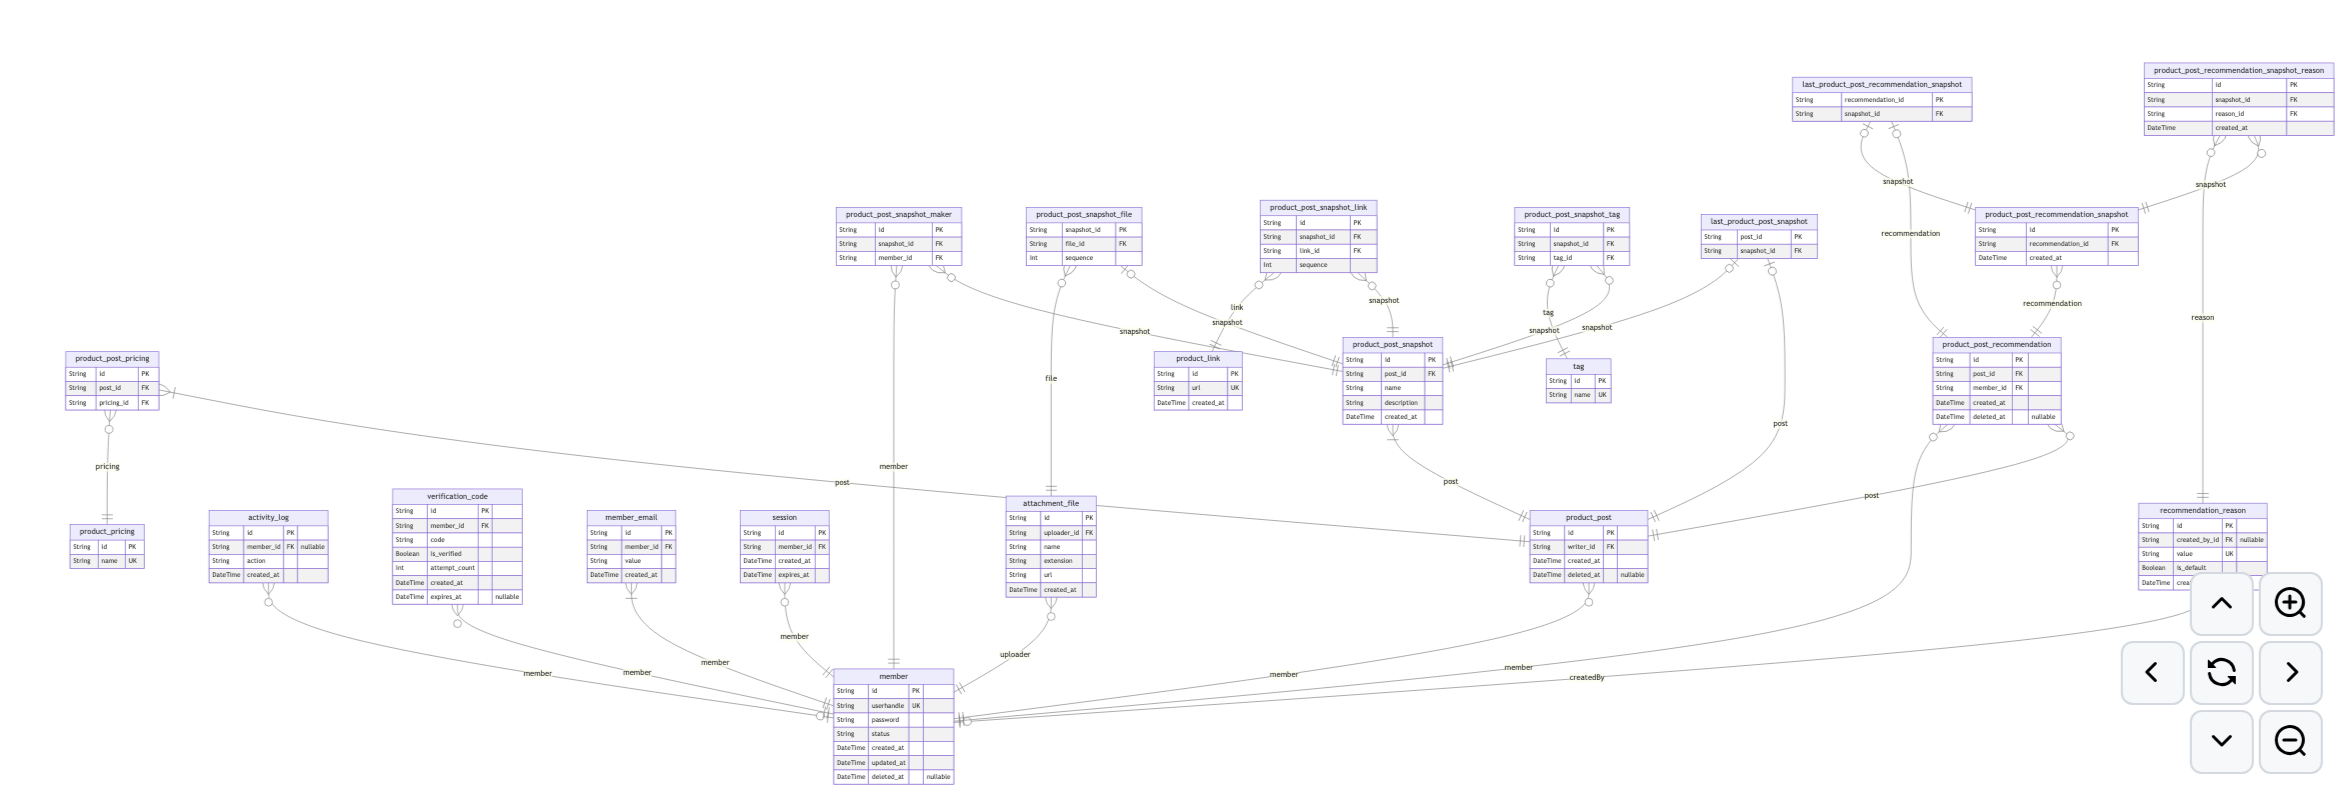 product_post_recommendation_snapshot_reason
String id PK
String snapshot_id FK
String reason_id FK
DateTime created_at
last_product_post_recommendation_snapshot
String recommendation_id PK
String snapshot_id FK
snapshot
snapshot
product_post_snapshot_maker
String id PK
String snapshot_id FK
String member_id FK
product_post_snapshot_file
String snapshot_id PK
String file_id FK
Int sequence
product_post_snapshot_link
String id PK
String snapshot_id FK
String link_id FK
Int sequence
product_post_snapshot_tag
String id PK
String snapshot_id FK
String tag_id FK
last_product_post_snapshot
String post_id PK
String snapshot_id FK
recommendation
product_post_recommendation_snapshot
String id PK
String recommendation_id FK
DateTime created_at
snapshot
link
tag
recommendation
reason
snapshot
snapshot
snapshot
snapshot
product_post_pricing
String id PK
String post_id FK
String pricing_id FK
file
product_link
String id PK
String url UK
DateTime created_at
product_post_snapshot
String id PK
String post_id FK
String name
String description
DateTime created_at
tag
String id PK
String name UK
product_post_recommendation
String id PK
String post_id FK
String member_id FK
DateTime created_at
DateTime deleted_at nullable
post
pricing
member
post
post
post
product_pricing
String id PK
String name UK
activity_log
String id PK
String member_id FK nullable
String action
DateTime created_at
verification_code
String id PK
String member_id FK
String code
Boolean is_verified
Int attempt_count
DateTime created_at
DateTime expires_at nullable
member_email
String id PK
String member_id FK
String value
DateTime created_at
session
String id PK
String member_id FK
DateTime created_at
DateTime expires_at
attachment_file
String id PK
String uploader_id FK
String name
String extension
String url
DateTime created_at
product_post
String id PK
String writer_id FK
DateTime created_at
DateTime deleted_at nullable
recommendation_reason
String id PK
String created_by_id FK nullable
String value UK
Boolean is_default
DateTime
member
uploader
member
member
member
member
member
member
createdBy
member
String id PK
String userhandle UK
String password
String status
DateTime created_at
DateTime updated_at
DateTime deleted_at nullable